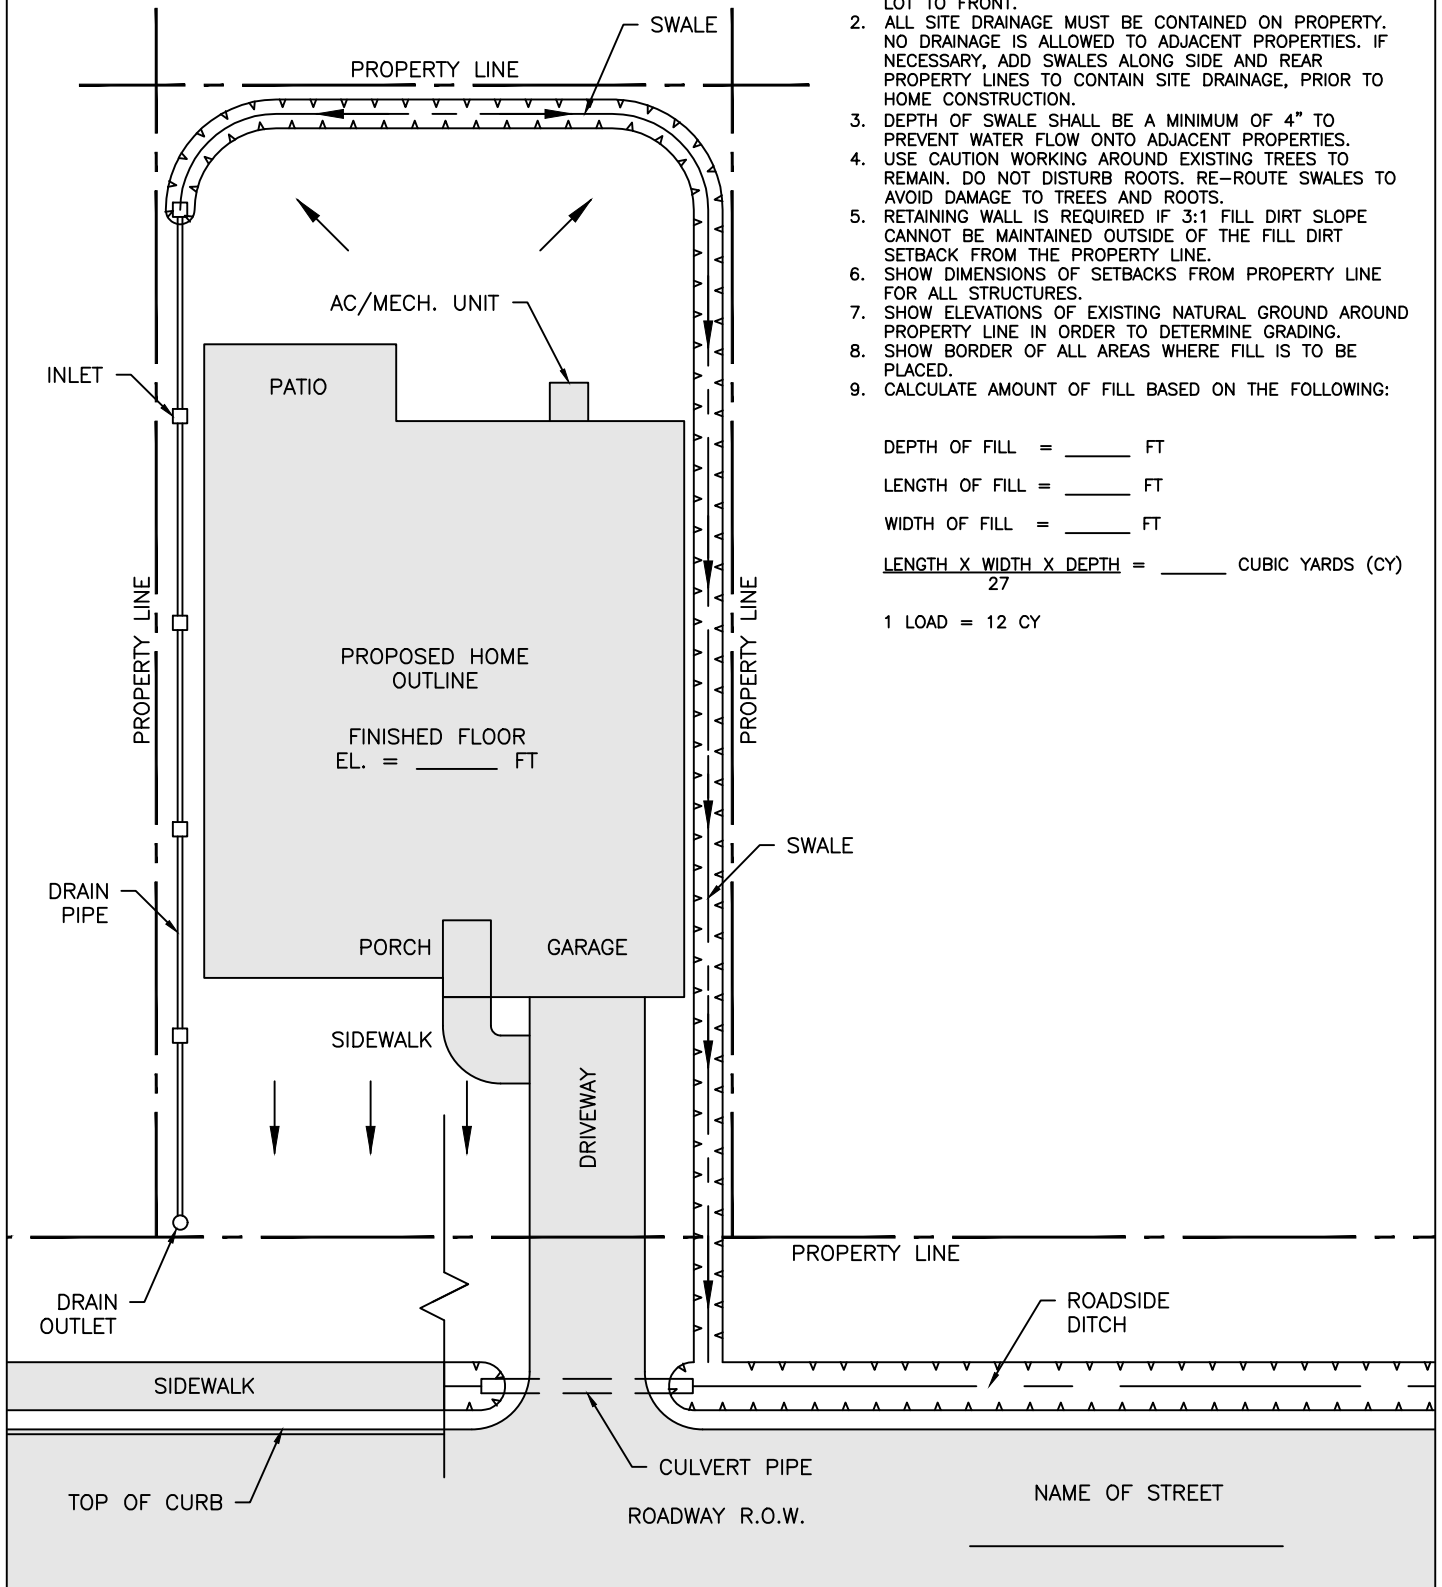 LOT TO FRONT.
2. ALL SITE DRAINAGE MUST BE CONTAINED ON PROPERTY.
NO DRAINAGE IS ALLOWED TO ADJACENT PROPERTIES. IF
NECESSARY, ADD SWALES ALONG SIDE AND REAR
PROPERTY LINES TO CONTAIN SITE DRAINAGE, PRIOR TO
HOME CONSTRUCTION.
3. DEPTH OF SWALE SHALL BE A MINIMUM OF 4” TO
PREVENT WATER FLOW ONTO ADJACENT PROPERTIES.
4. USE CAUTION WORKING AROUND EXISTING TREES TO
REMAIN. DO NOT DISTURB ROOTS. RE-ROUTE SWALES TO
AVOID DAMAGE TO TREES AND ROOTS.
5. RETAINING WALL IS REQUIRED IF 3:1 FILL DIRT SLOPE
CANNOT BE MAINTAINED OUTSIDE OF THE FILL DIRT
SETBACK FROM THE PROPERTY LINE.
6. SHOW DIMENSIONS OF SETBACKS FROM PROPERTY LINE
FOR ALL STRUCTURES.
7. SHOW ELEVATIONS OF EXISTING NATURAL GROUND AROUND
PROPERTY LINE IN ORDER TO DETERMINE GRADING.
8. SHOW BORDER OF ALL AREAS WHERE FILL IS TO BE
PLACED.
9. CALCULATE AMOUNT OF FILL BASED ON THE FOLLOWING:
DEPTH OF FILL = ______ FT
LENGTH OF FILL = ______ FT
WIDTH OF FILL = ______ FT
LENGTH X WIDTH X DEPTH = ______ CUBIC YARDS (CY)
27
1 LOAD = 12 CY
SWALE
PROPERTY LINE
AC/MECH. UNIT
INLET
PATIO
PROPERTY LINE
PROPERTY LINE
PROPOSED HOME
OUTLINE
FINISHED FLOOR
EL. = ______ FT
SWALE
DRAIN
PIPE
PORCH
GARAGE
SIDEWALK
DRIVEWAY
PROPERTY LINE
DRAIN
OUTLET
ROADSIDE
DITCH
SIDEWALK
CULVERT PIPE
TOP OF CURB
ROADWAY R.O.W.
NAME OF STREET